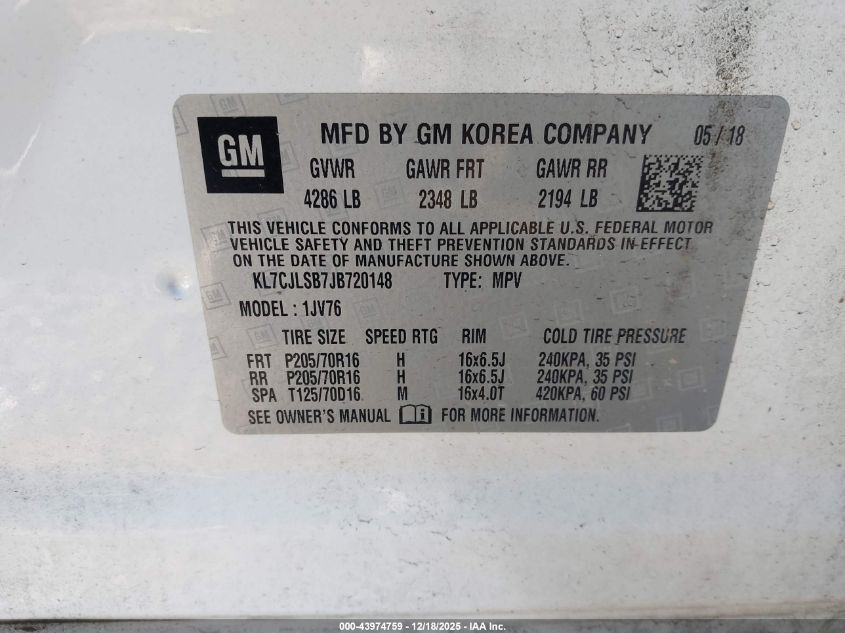 GM
MFD BY GM KOREA COMPANY 05/18
GVWR GAWR FRT GAWR RR
4286 LB 2348 LB 2194 LB
THIS VEHICLE CONFORMS TO ALL APPLICABLE U.S. FEDERAL MOTOR
VEHICLE SAFETY AND THEFT PREVENTION STANDARDS IN EFFECT
ON THE DATE OF MANUFACTURE SHOWN ABOVE.
KL7CJLSB7JB720148 TYPE: MPV
MODEL : 1JV76
TIRE SIZE SPEED RTG RIM COLD TIRE PRESSURE
FRT P205/70R16 H 16x6.5J 240KPA, 35 PSI
RR P205/70R16 H 16x6.5J 240KPA, 35 PSI
SPA T125/70D16 M 16x4.0T 420KPA, 60 PSI
SEE OWNER'S MANUAL FOR MORE INFORMATION.
000-43974759 - 12/18/2025 - IAA Inc.